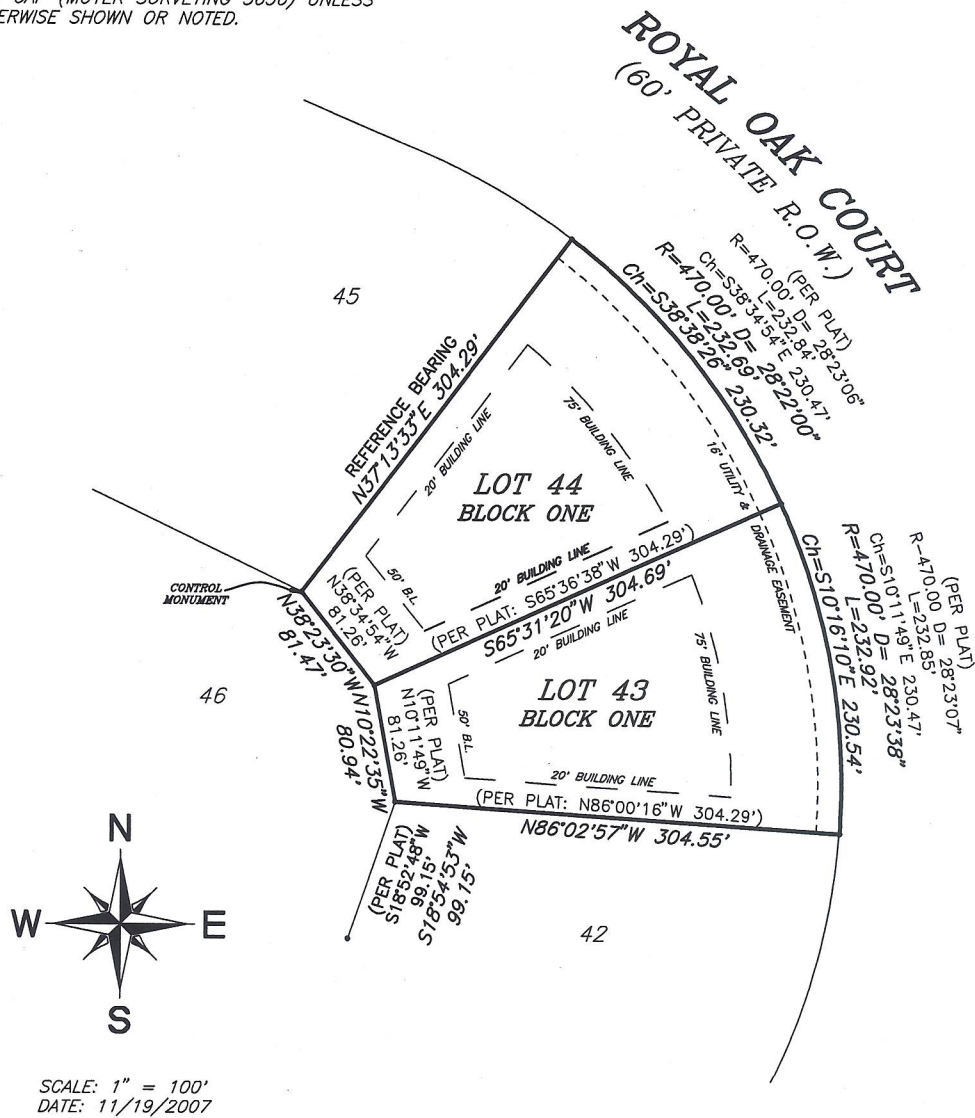 CAP (MOYER SURVEYING 5656) UNLESS
ERWISE SHOWN OR NOTED.
ROYAL OAK COURT
(60' PRIVATE R.O.W.)
(PER PLAT)
R=470.00' D= 28°23'06"
L=232.84'
Ch=S38°34'54"E 230.47'
R=470.00' D= 28°22'00"
L=232.69'
Ch=S38°38'26" 230.32'
45
REFERENCE BEARING
N37°13'33"E 304.29'
20' BUILDING LINE
75' BUILDING LINE
16' UTILITY &
DRAINAGE EASEMENT
LOT 44
BLOCK ONE
50' B.L.
20' BUILDING LINE
(PER PLAT: S65°36'38"W 304.29')
S65°31'20"W 304.69'
20' BUILDING LINE
CONTROL
MONUMENT
(PER PLAT)
N38°34'54"W
81.26'
N38°23'30"W
81.47'
46
(PER PLAT)
N10°11'49"W
81.26'
N10°22'35"W
80.94'
50' B.L.
LOT 43
BLOCK ONE
75' BUILDING LINE
20' BUILDING LINE
(PER PLAT: N86°00'16"W 304.29')
N86°02'57"W 304.55'
(PER PLAT)
R=470.00 D= 28°23'07"
L=232.85'
Ch=S10°11'49"E 230.47'
R=470.00' D= 28°23'38"
L=232.92'
Ch=S10°16'10"E 230.54'
(PER PLAT)
S18°52'48"W
99.15'
S18°54'53"W
99.15'
42
N
W E
S
SCALE: 1" = 100'
DATE: 11/19/2007